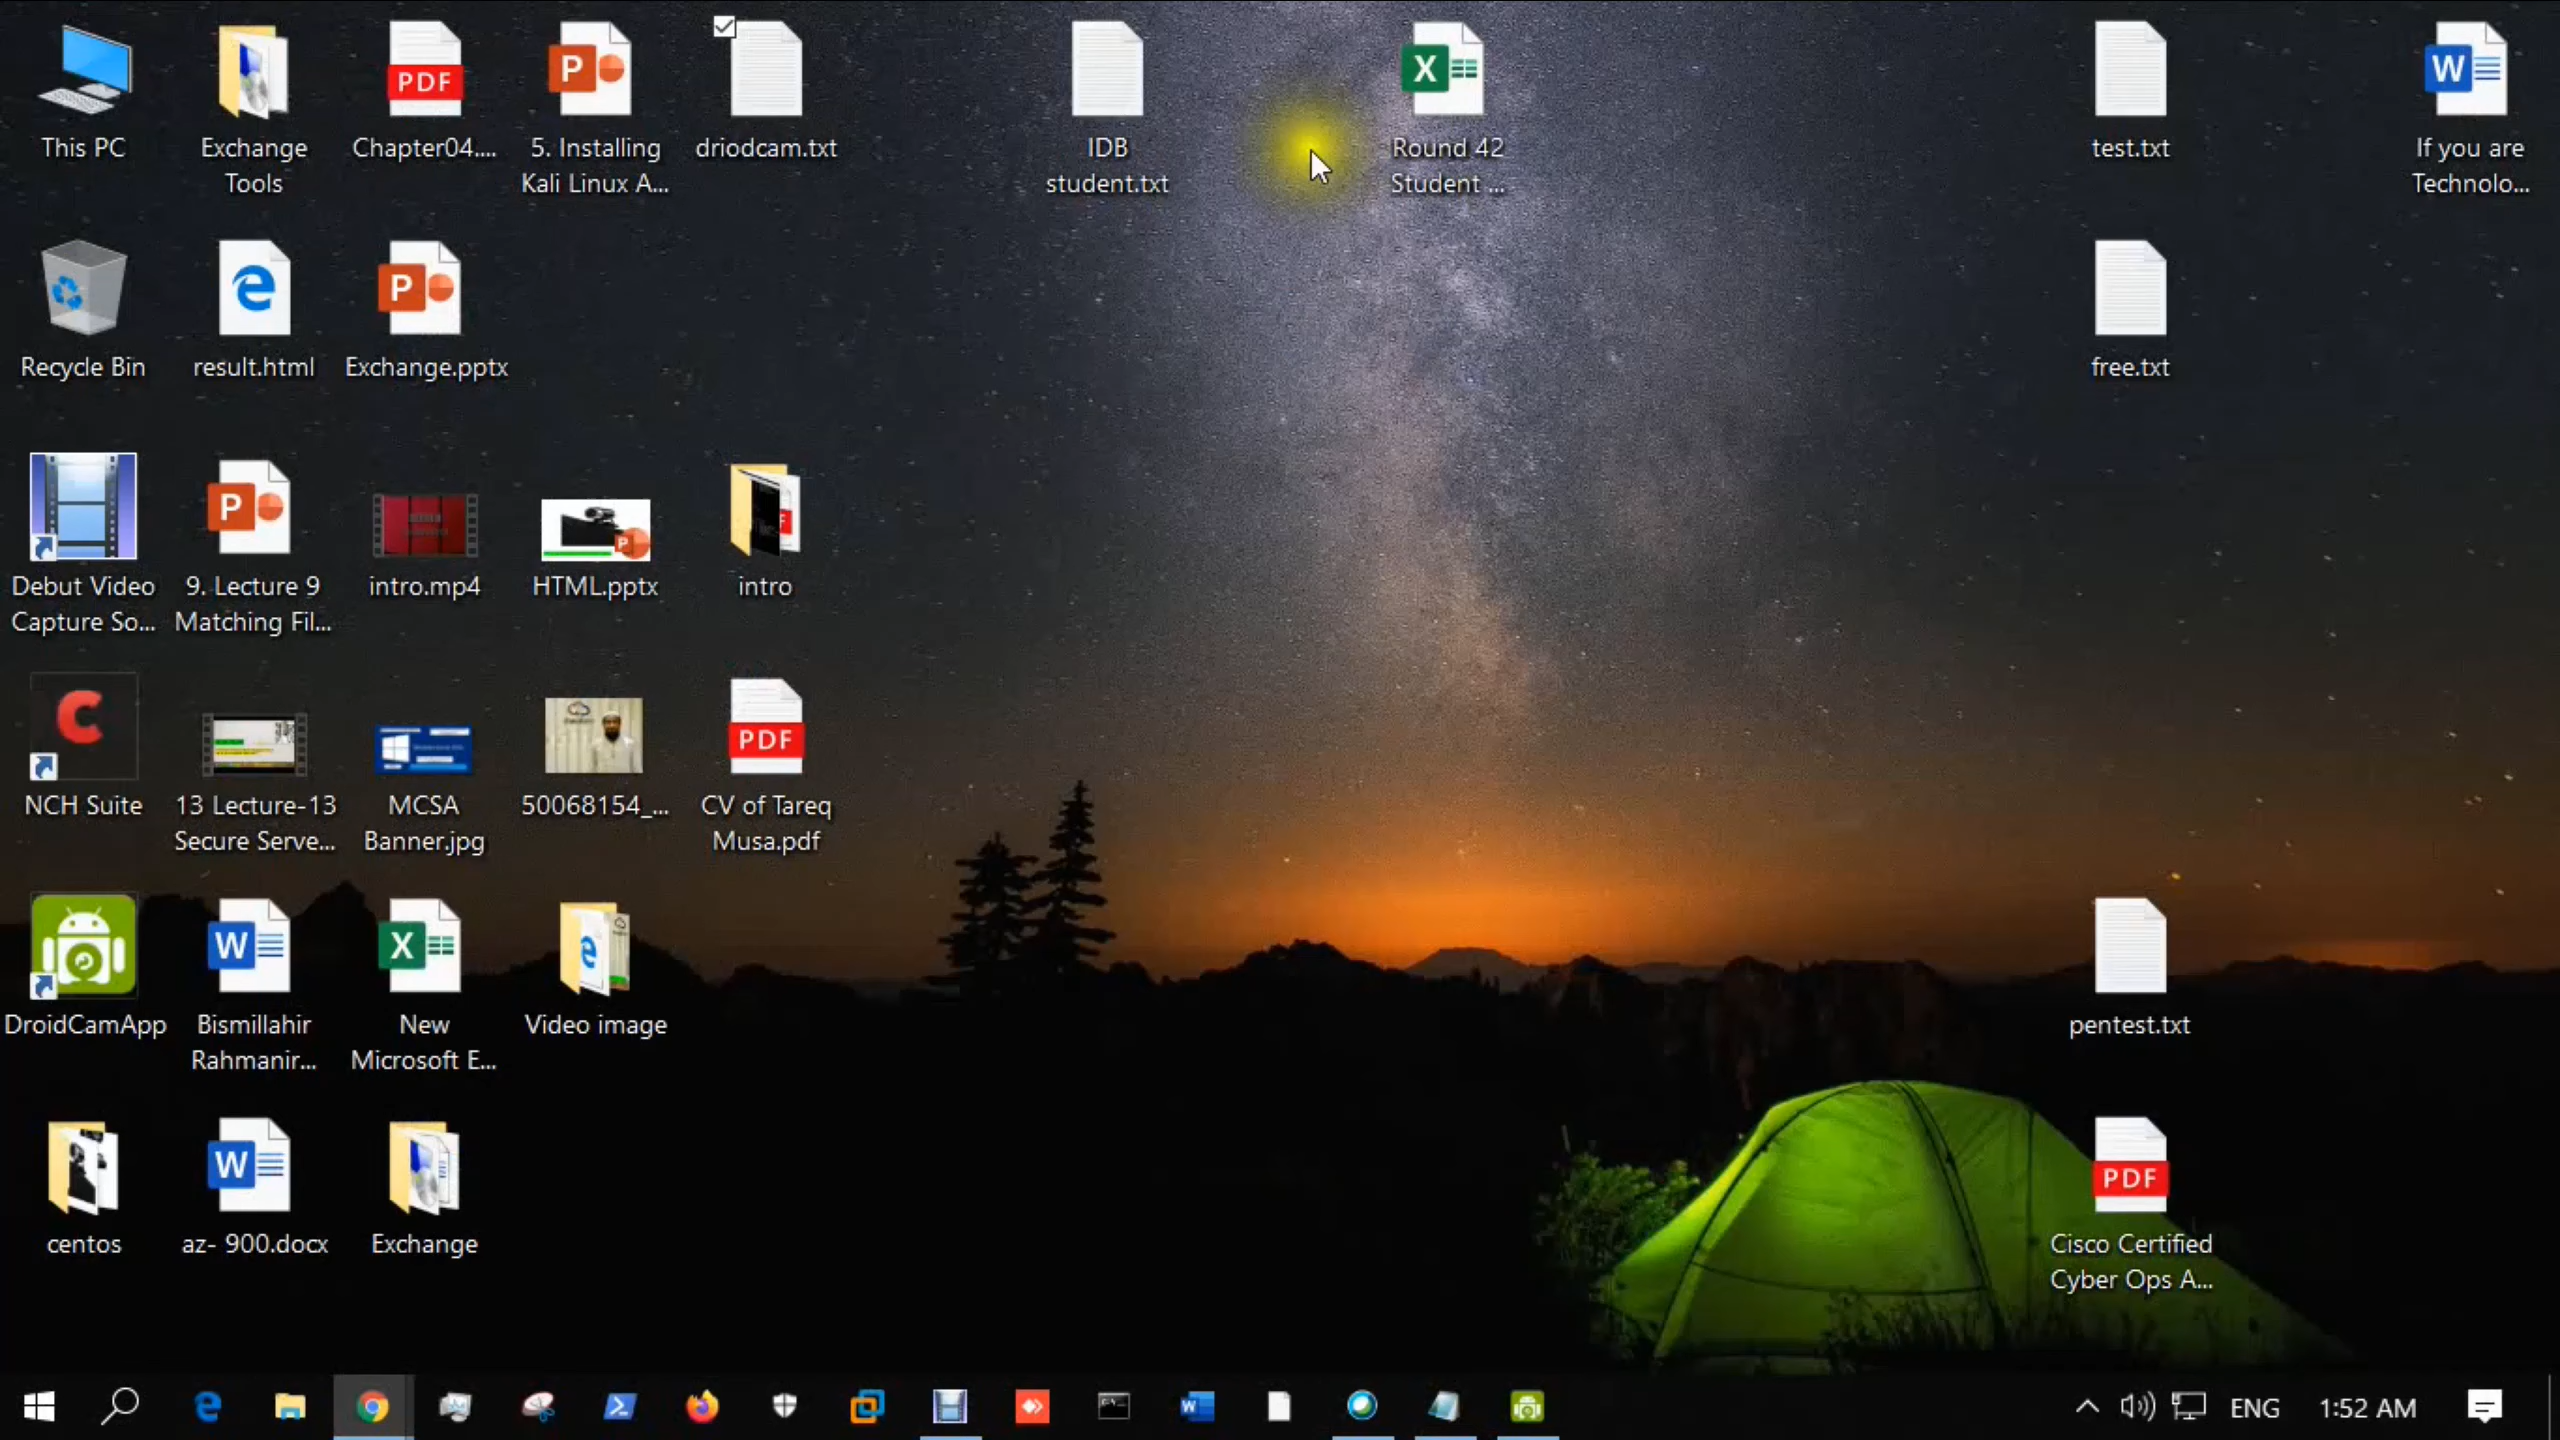 This PC
Exchange
Tools
PDF
Chapter04....
5. Installing
Kali Linux A...
driodcam.txt
IDB
student.txt
Round 42
Student ...
test.txt
If you are
Technolo...
Recycle Bin
result.html
Exchange.pptx
free.txt
Debut Video
Capture So...
9. Lecture 9
Matching Fil...
intro.mp4
HTML.pptx
intro
NCH Suite
13 Lecture-13
Secure Serve...
MCSA
Banner.jpg
50068154_...
PDF
CV of Tareq
Musa.pdf
DroidCamApp
Bismillahir
Rahmanir...
New
Microsoft E...
Video image
pentest.txt
centos
az- 900.docx
Exchange
PDF
Cisco Certified
Cyber Ops A...
ENG
1:52 AM